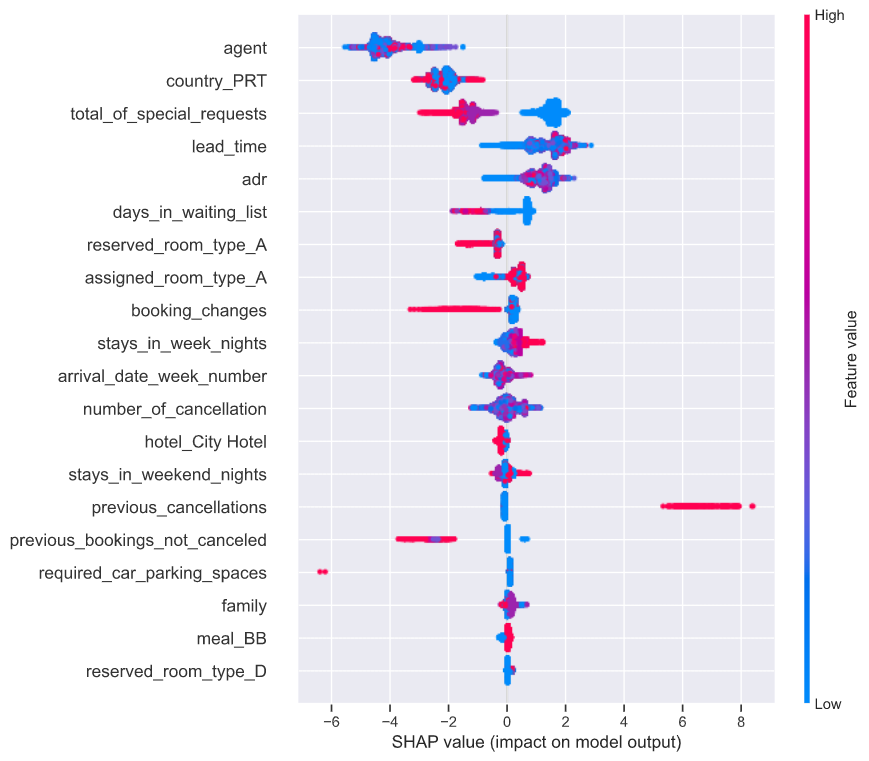 High
agent
country_PRT
total_of_special_requests
lead_time
adr
days_in_waiting_list
reserved_room_type_A
assigned_room_type_A
booking_changes
stays_in_week_nights
arrival_date_week_number
number_of_cancellation
hotel_City Hotel
stays_in_weekend_nights
previous_cancellations
previous_bookings_not_canceled
required_car_parking_spaces
family
meal_BB
reserved_room_type_D
Feature value
Low
−6 −4 −2 0 2 4 6 8
SHAP value (impact on model output)